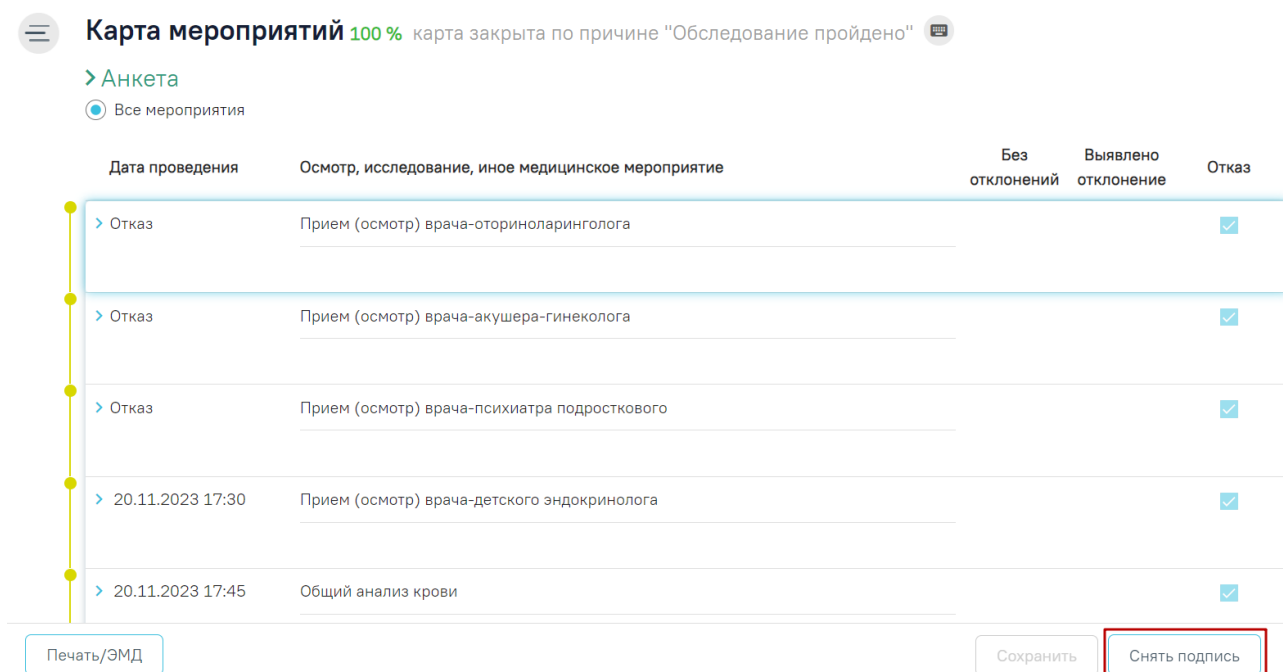 Карта мероприятий 100 % карта закрыта по причине "Обследование пройдено"
Анкета
Все мероприятия
Дата проведения Осмотр, исследование, иное медицинское мероприятие Без отклонений Выявлено отклонение Отказ
Отказ Прием (осмотр) врача-оториноларинголога
Отказ Прием (осмотр) врача-акушера-гинеколога
Отказ Прием (осмотр) врача-психиатра подросткового
20.11.2023 17:30 Прием (осмотр) врача-детского эндокринолога
20.11.2023 17:45 Общий анализ крови
Печать/ЭМД Сохранить Снять подпись